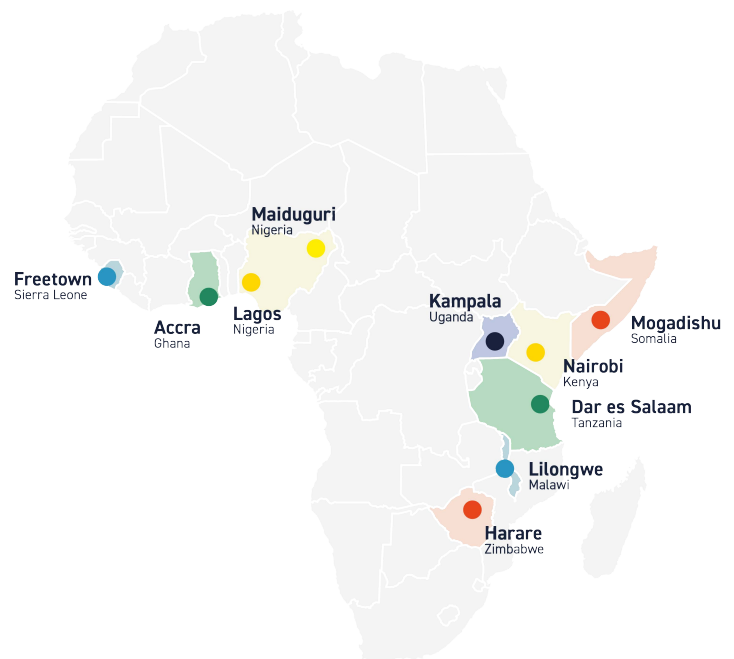 Maiduguri
Nigeria
Freetown
Sierra Leone
Lagos
Nigeria
Accra
Ghana
Kampala
Uganda
Mogadishu
Somalia
Nairobi
Kenya
Dar es Salaam
Tanzania
Lilongwe
Malawi
Harare
Zimbabwe